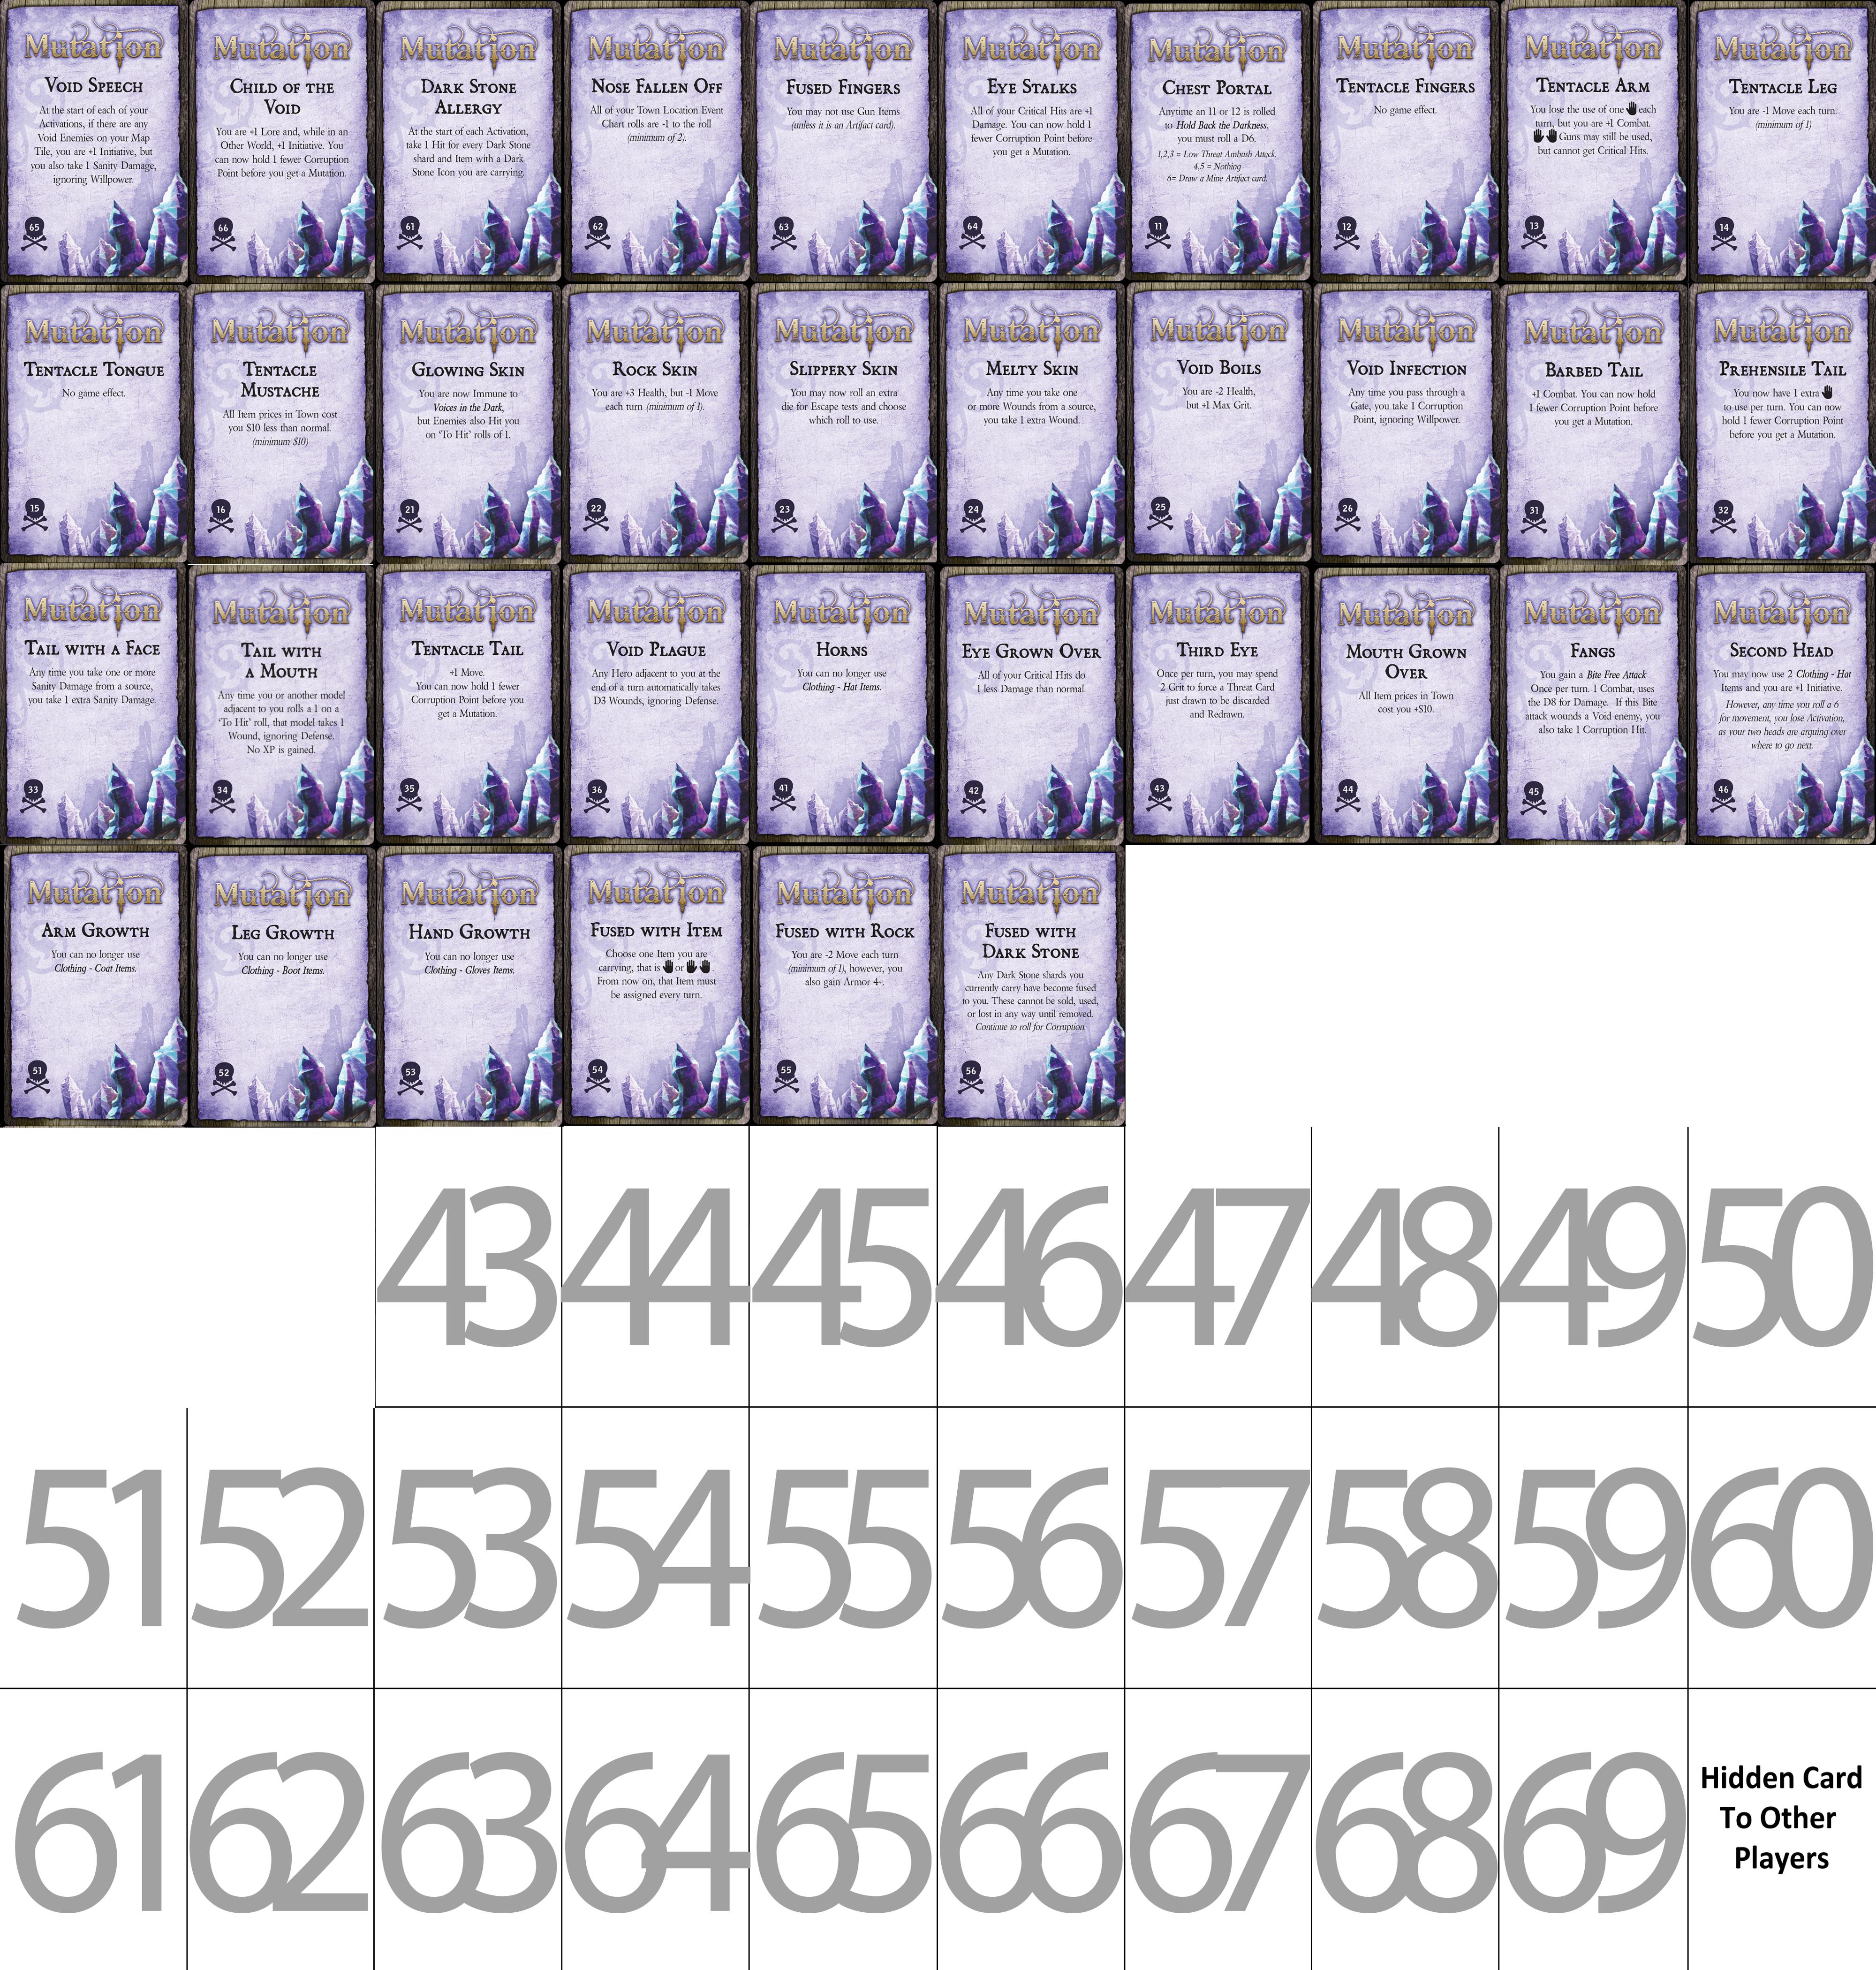 Mutation
Void Speech
At the start of each of your
Activations, if there are any
Void Enemies on your Map
Tile, you are +1 Initiative, but
you also take 1 Sanity Damage,
ignoring Willpower.
65
Mutation
Child of the
Void
You are +1 Lore and, while in an
Other World, +1 Initiative. You
can now hold 1 fewer Corruption
Point before you get a Mutation.
66
Mutation
Dark Stone
Allergy
At the start of each Activation,
take 1 Hit for every Dark Stone
shard and Item with a Dark
Stone Icon you are carrying.
61
Mutation
Nose Fallen Off
All of your Town Location Event
Chart rolls are -1 to the roll
(minimum of 2).
62
Mutation
Fused Fingers
You may not use Gun Items
(unless it is an Artifact card).
63
Mutation
Eye Stalks
All of your Critical Hits are +1
Damage. You can now hold 1
fewer Corruption Point before
you get a Mutation.
64
Mutation
Chest Portal
Anytime an 11 or 12 is rolled
to Hold Back the Darkness,
you must roll a D6.
1,2,3 = Low Threat Ambush Attack.
4,5 = Nothing
6= Draw a Mine Artifact card.
11
Mutation
Tentacle Fingers
No game effect.
12
Mutation
Tentacle Arm
You lose the use of one each
turn, but you are +1 Combat.
Guns may still be used,
but cannot get Critical Hits.
13
Mutation
Tentacle Leg
You are -1 Move each turn.
(minimum of 1)
14
Mutation
Tentacle Tongue
No game effect.
15
Mutation
Tentacle
Mustache
All Item prices in Town cost
you $10 less than normal.
(minimum $10)
16
Mutation
Glowing Skin
You are now Immune to
Voices in the Dark,
but Enemies also Hit you
on 'To Hit' rolls of 1.
21
Mutation
Rock Skin
You are +3 Health, but -1 Move
each turn (minimum of 1).
22
Mutation
Slippery Skin
You may now roll an extra
die for Escape tests and choose
which roll to use.
23
Mutation
Melty Skin
Any time you take one
or more Wounds from a source,
you take 1 extra Wound.
24
Mutation
Void Boils
You are -2 Health,
but +1 Max Grit.
25
Mutation
Void Infection
Any time you pass through a
Gate, you take 1 Corruption
Point, ignoring Willpower.
26
Mutation
Barbed Tail
+1 Combat. You can now hold
1 fewer Corruption Point before
you get a Mutation.
31
Mutation
Prehensile Tail
You now have 1 extra
to use per turn. You can now
hold 1 fewer Corruption Point
before you get a Mutation.
32
Mutation
Tail with a Face
Any time you take one or more
Sanity Damage from a source,
you take 1 extra Sanity Damage.
33
Mutation
Tail with
a Mouth
Any time you or another model
adjacent to you rolls a 1 on a
'To Hit' roll, that model takes 1
Wound, ignoring Defense.
No XP is gained.
34
Mutation
Tentacle Tail
+1 Move.
You can now hold 1 fewer
Corruption Point before you
get a Mutation.
35
Mutation
Void Plague
Any Hero adjacent to you at the
end of a turn automatically takes
D3 Wounds, ignoring Defense.
36
Mutation
Horns
You can no longer use
Clothing - Hat Items.
41
Mutation
Eye Grown Over
All of your Critical Hits do
1 less Damage than normal.
42
Mutation
Third Eye
Once per turn, you may spend
2 Grit to force a Threat Card
just drawn to be discarded
and Redrawn.
43
Mutation
Mouth Grown
Over
All Item prices in Town
cost you +$10.
44
Mutation
Fangs
You gain a Bite Free Attack
Once per turn. 1 Combat, uses
the D8 for Damage. If this Bite
attack wounds a Void enemy, you
also take 1 Corruption Hit.
45
Mutation
Second Head
You may now use 2 Clothing - Hat
Items and you are +1 Initiative.
However, any time you roll a 6
for movement, you lose Activation,
as your two heads are arguing over
where to go next.
46
Mutation
Arm Growth
You can no longer use
Clothing - Coat Items.
51
Mutation
Leg Growth
You can no longer use
Clothing - Boot Items.
52
Mutation
Hand Growth
You can no longer use
Clothing - Gloves Items.
53
Mutation
Fused with Item
Choose one Item you are
carrying, that is or .
From now on, that Item must
be assigned every turn.
54
Mutation
Fused with Rock
You are -2 Move each turn
(minimum of 1), however, you
also gain Armor 4+.
55
Mutation
Fused with
Dark Stone
Any Dark Stone shards you
currently carry have become fused
to you. These cannot be sold, used,
or lost in any way until removed.
Continue to roll for Corruption.
56
43 44 45 46 47 48 49 50
51 52 53 54 55 56 57 58 59 60
61 62 63 64 65 66 67 68 69
Hidden Card
To Other
Players